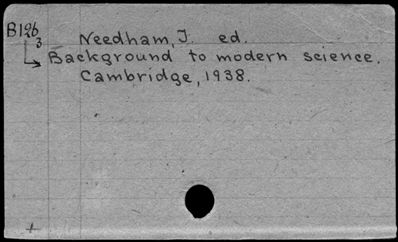 B126 Needham, J. ed.
3
Background to modern science.
Cambridge, 1938.